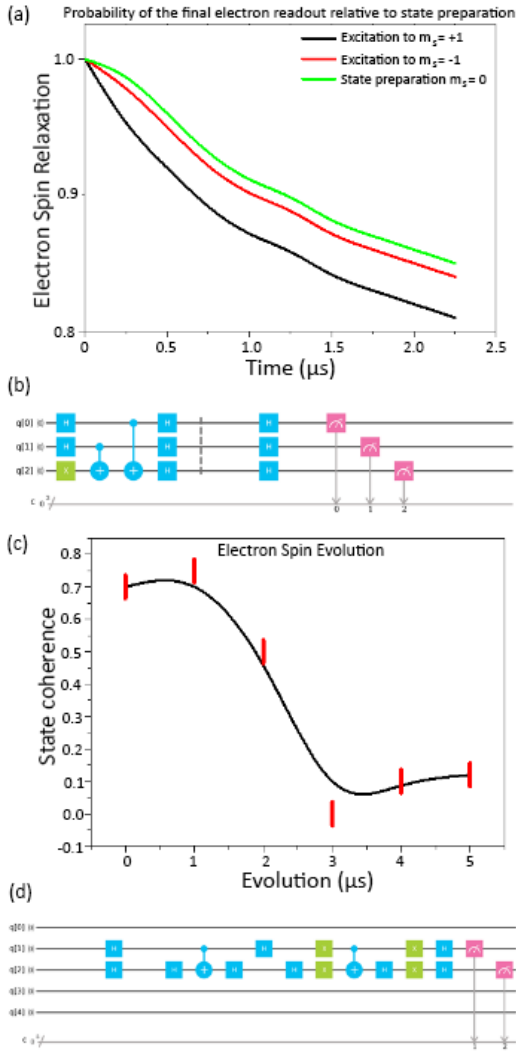 (a) Probability of the final electron readout relative to state preparation
Excitation to mₛ= +1
Excitation to mₛ= -1
State preparation mₛ= 0
Electron Spin Relaxation
1.0
0.9
0.8
0 0.5 1.0 1.5 2.0 2.5
Time (μs)
(b)
q[0]
H H H
q[1]
H H H
q[2]
X + + H H
c 0
0 1 2
(c)
Electron Spin Evolution
State coherence
0.8
0.7
0.6
0.5
0.4
0.3
0.2
0.1
0.0
-0.1
0 1 2 3 4 5
Evolution (μs)
(d)
q[0]
q[1]
H H X X H
q[2]
H H + H H X + H X H
q[3]
q[4]
c 0